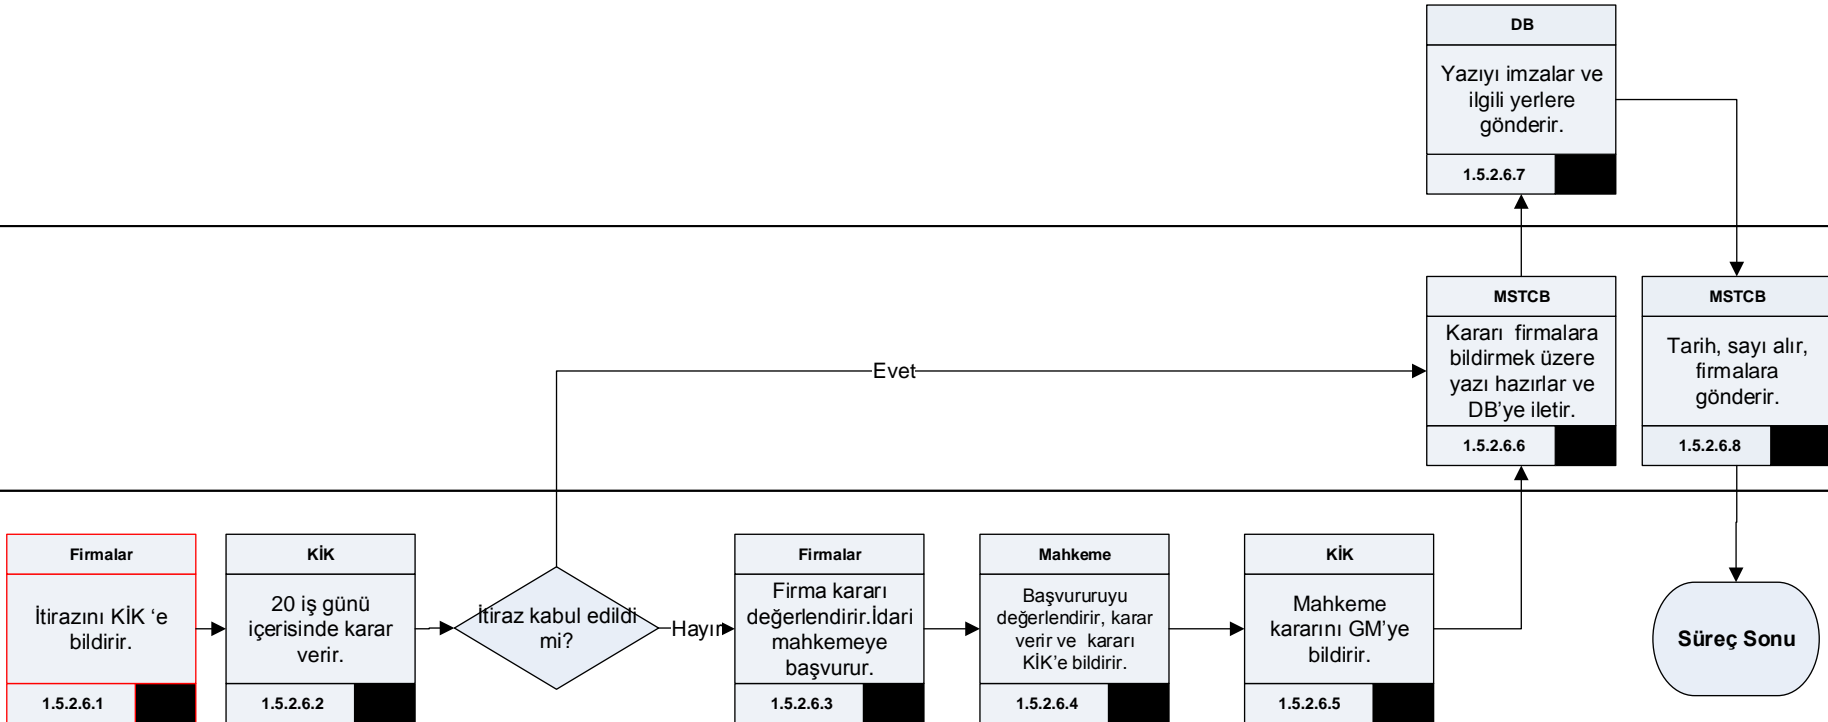 DB
Yazıyı imzalar ve
ilgili yerlere
gönderir.
1.5.2.6.7
MSTCB
Kararı firmalara
bildirmek üzere
yazı hazırlar ve
DB’ye iletir.
1.5.2.6.6
MSTCB
Tarih, sayı alır,
firmalara
gönderir.
1.5.2.6.8
Evet
Firmalar
İtirazını KİK ‘e
bildirir.
1.5.2.6.1
KİK
20 iş günü
içerisinde karar
verir.
1.5.2.6.2
İtiraz kabul edildi
mi?
Hayır
Firmalar
Firma kararı
değerlendirir.İdari
mahkemeye
başvurur.
1.5.2.6.3
Mahkeme
Başvururuyu
değerlendirir, karar
verir ve kararı
KİK’e bildirir.
1.5.2.6.4
KİK
Mahkeme
kararını GM’ye
bildirir.
1.5.2.6.5
Süreç Sonu